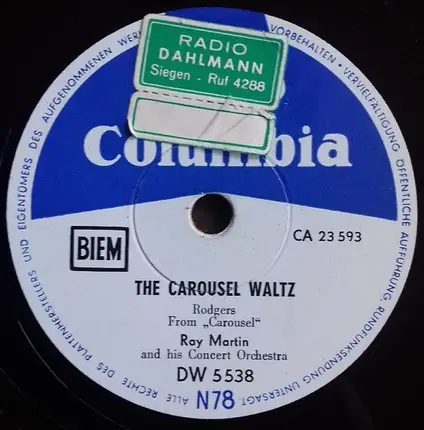 RADIO
DAHLMANN
Siegen - Ruf 4288
Columbia
CA 23 593
BIEM
THE CAROUSEL WALTZ
Rodgers
From „Carousel“
Ray Martin
and his Concert Orchestra
DW 5538
N78
ALLE RECHTE DES PLATTENHERSTELLERS UND EIGENTÜMERS DES AUFGENOMMENEN WERKES VORBEHALTEN • VERVIELFÄLTIGUNG ÖFFENTLICHE AUFFÜHRUNG, RUNDFUNKSENDUNG UNTERSAGT